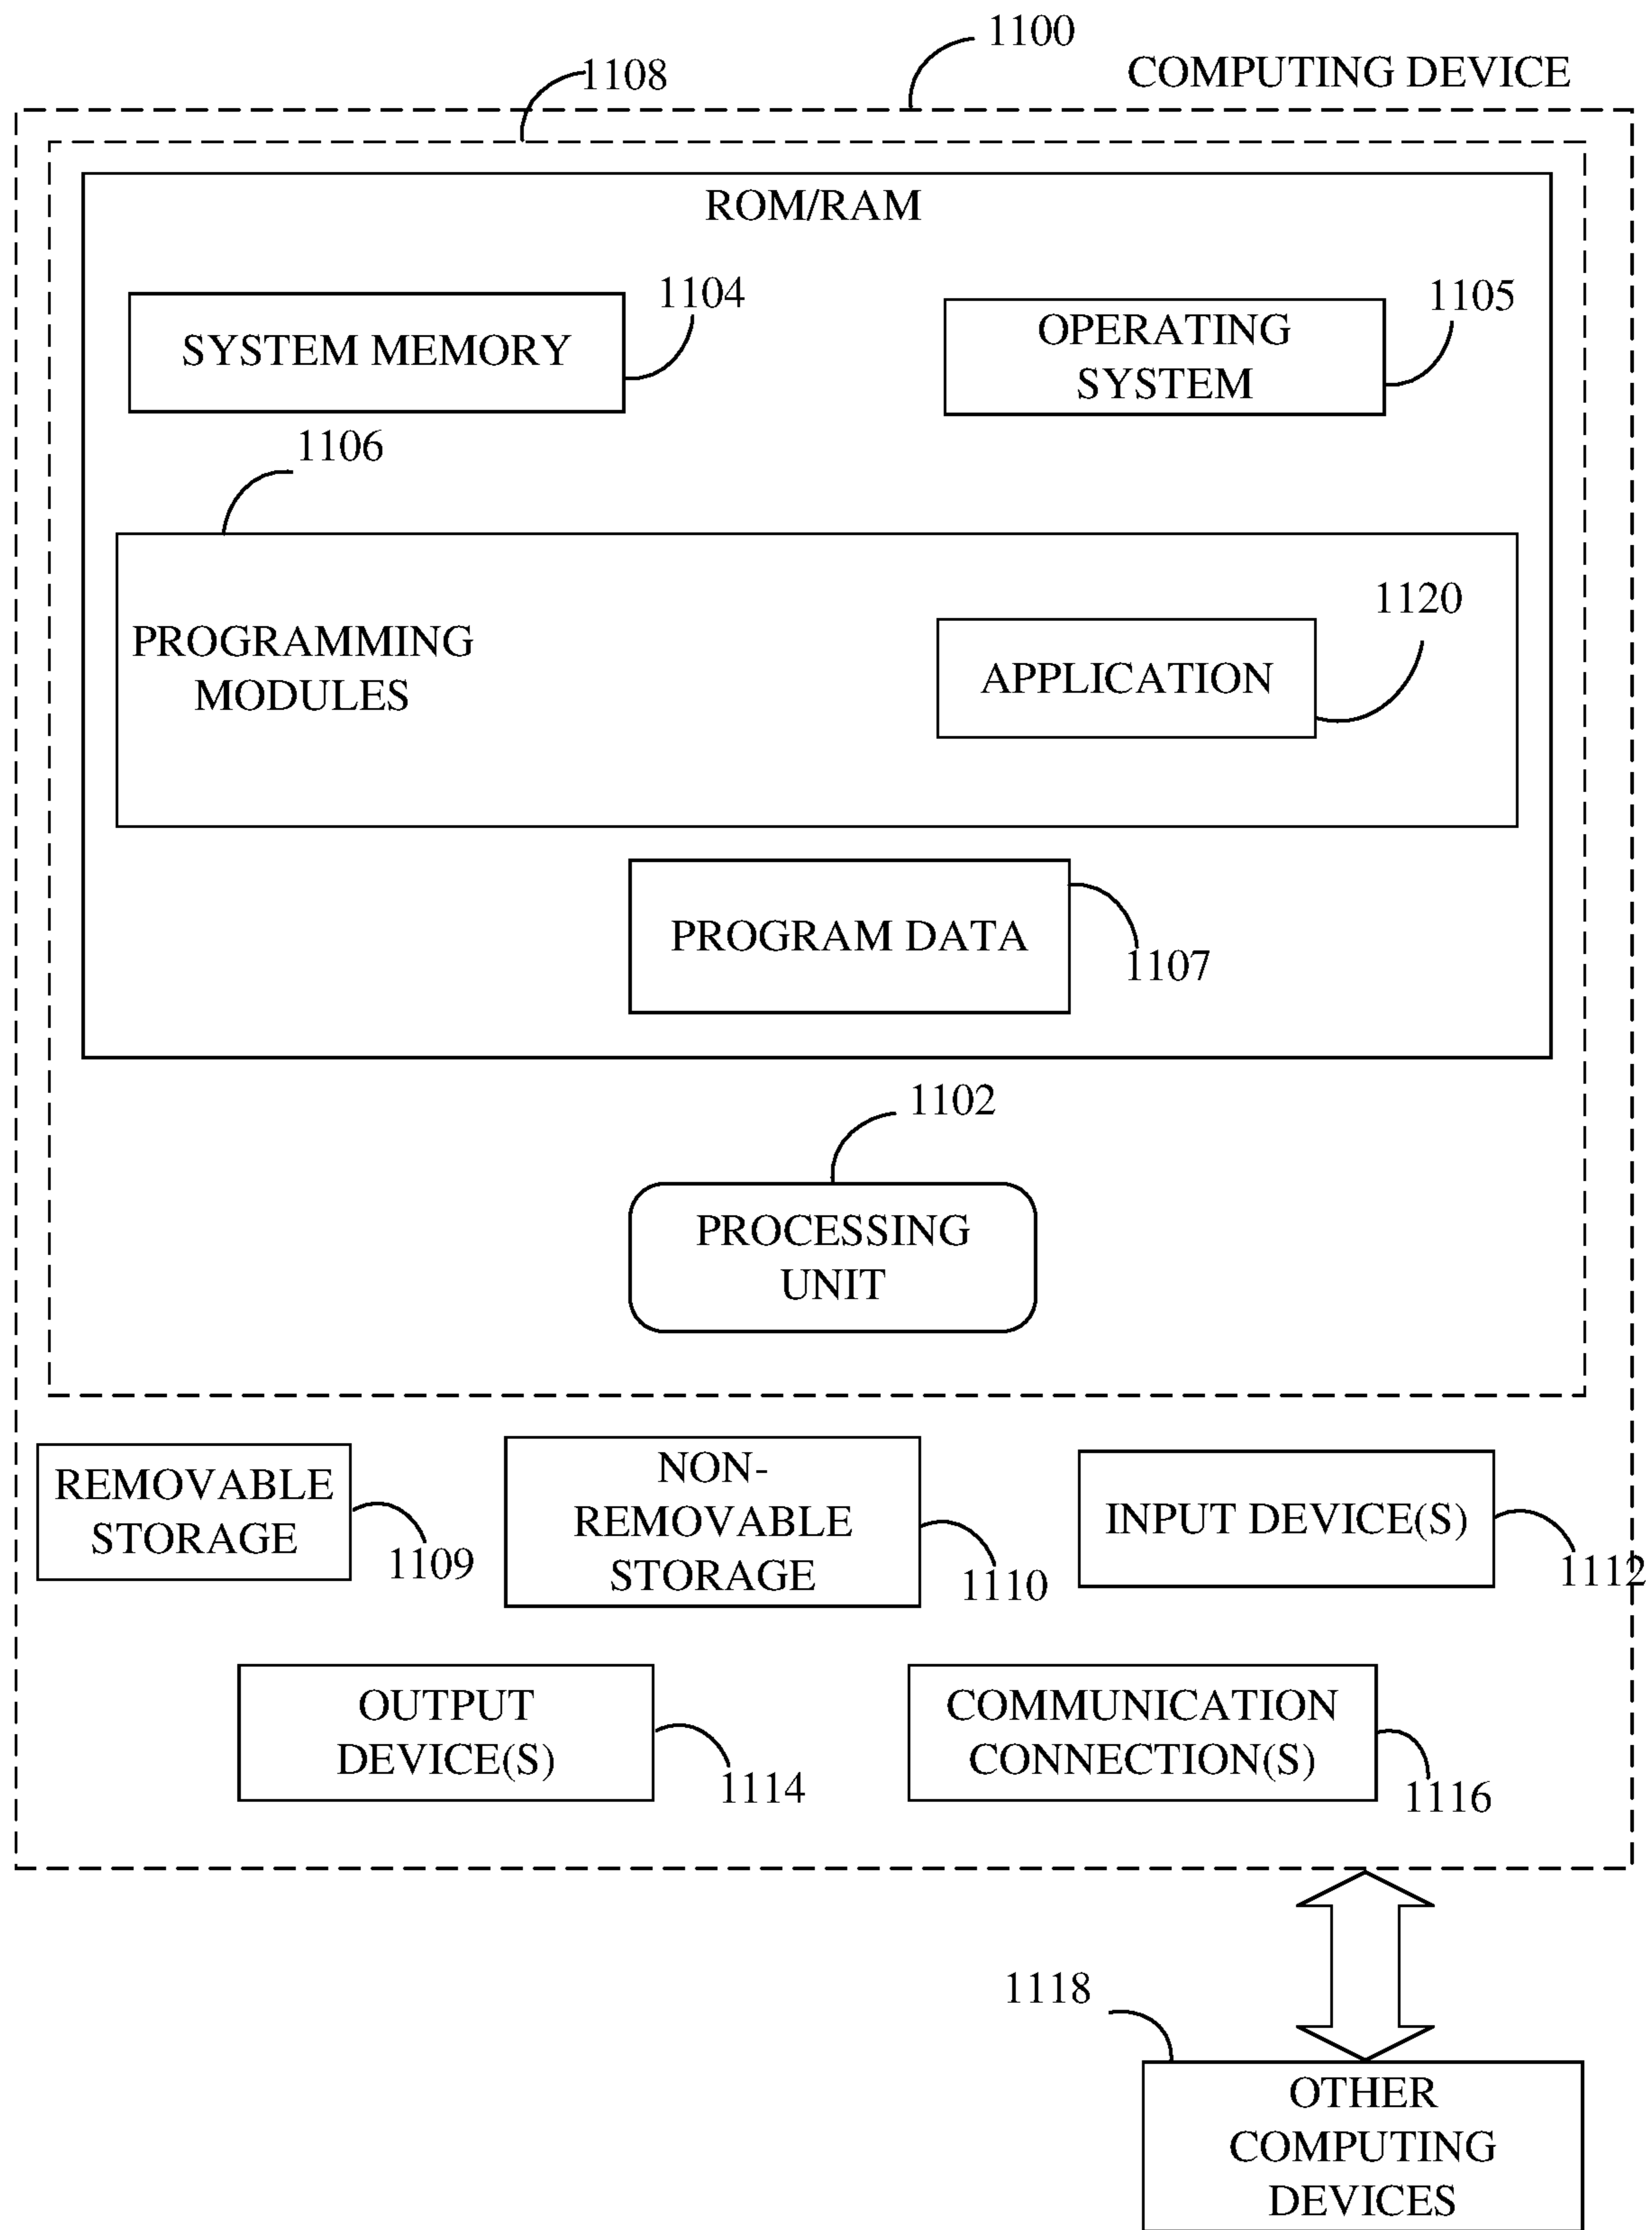 1100
COMPUTING DEVICE
1108
ROM/RAM
1104
1105
SYSTEM MEMORY
OPERATING
SYSTEM
1106
1120
PROGRAMMING
MODULES
APPLICATION
PROGRAM DATA
1107
1102
PROCESSING
UNIT
REMOVABLE
STORAGE
1109
NON-
REMOVABLE
STORAGE
1110
INPUT DEVICE(S)
1112
OUTPUT
DEVICE(S)
1114
COMMUNICATION
CONNECTION(S)
1116
1118
OTHER
COMPUTING
DEVICES